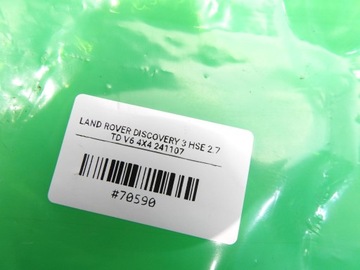 LAND ROVER DISCOVERY 3 HSE 2.7
TD V6 4X4 241107
#70590